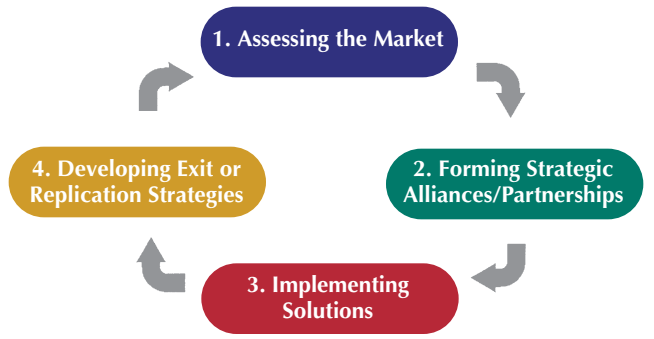 1. Assessing the Market
2. Forming Strategic
Alliances/Partnerships
3. Implementing
Solutions
4. Developing Exit or
Replication Strategies